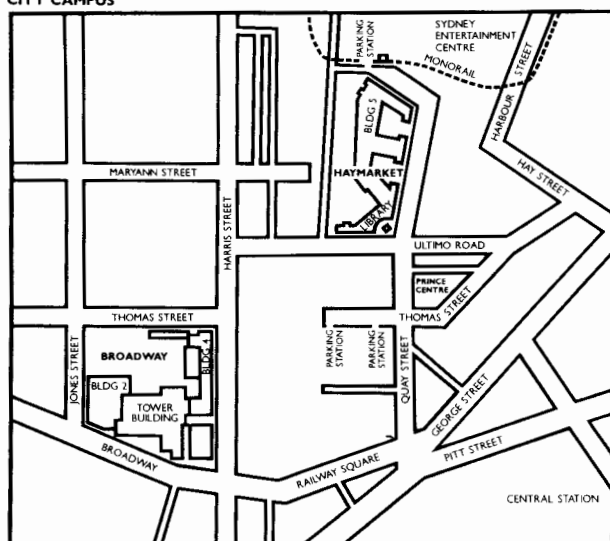 CITY CAMPUS
SYDNEY
ENTERTAINMENT
CENTRE
PARKING
STATION
MONORAIL
HARBOUR STREET
BLDG 5
HAY STREET
MARYANN STREET
HAYMARKET
LIBRARY
HARRIS STREET
ULTIMO ROAD
PRINCE
CENTRE
THOMAS STREET
THOMAS STREET
JONES STREET
BROADWAY
BLDG 4
PARKING
STATION
PARKING
STATION
QUAY STREET
BLDG 2
TOWER
BUILDING
GEORGE STREET
BROADWAY
RAILWAY SQUARE
PITT STREET
CENTRAL STATION